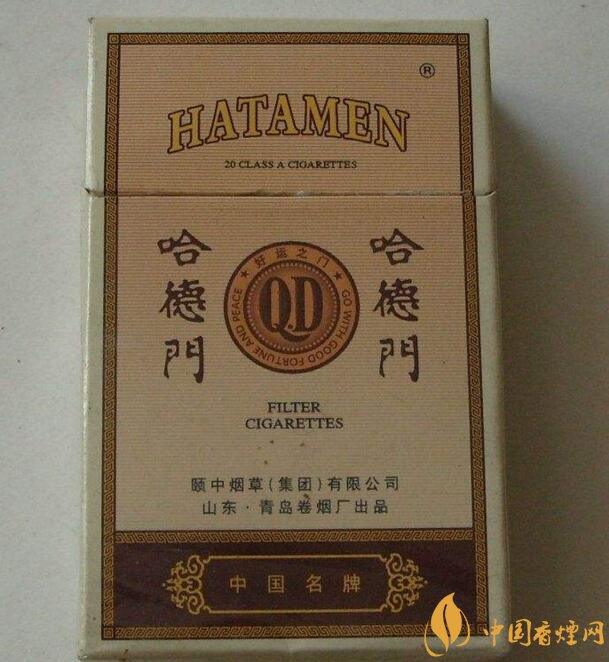 HATAMEN ®
20 CLASS A CIGARETTES
哈德門
好运之门
Q.D
GO WITH GOOD FORTUNE AND PEACE
哈德門
FILTER
CIGARETTES
颐中烟草(集团)有限公司
山东·青岛卷烟厂出品
中国名牌
中国香煙网